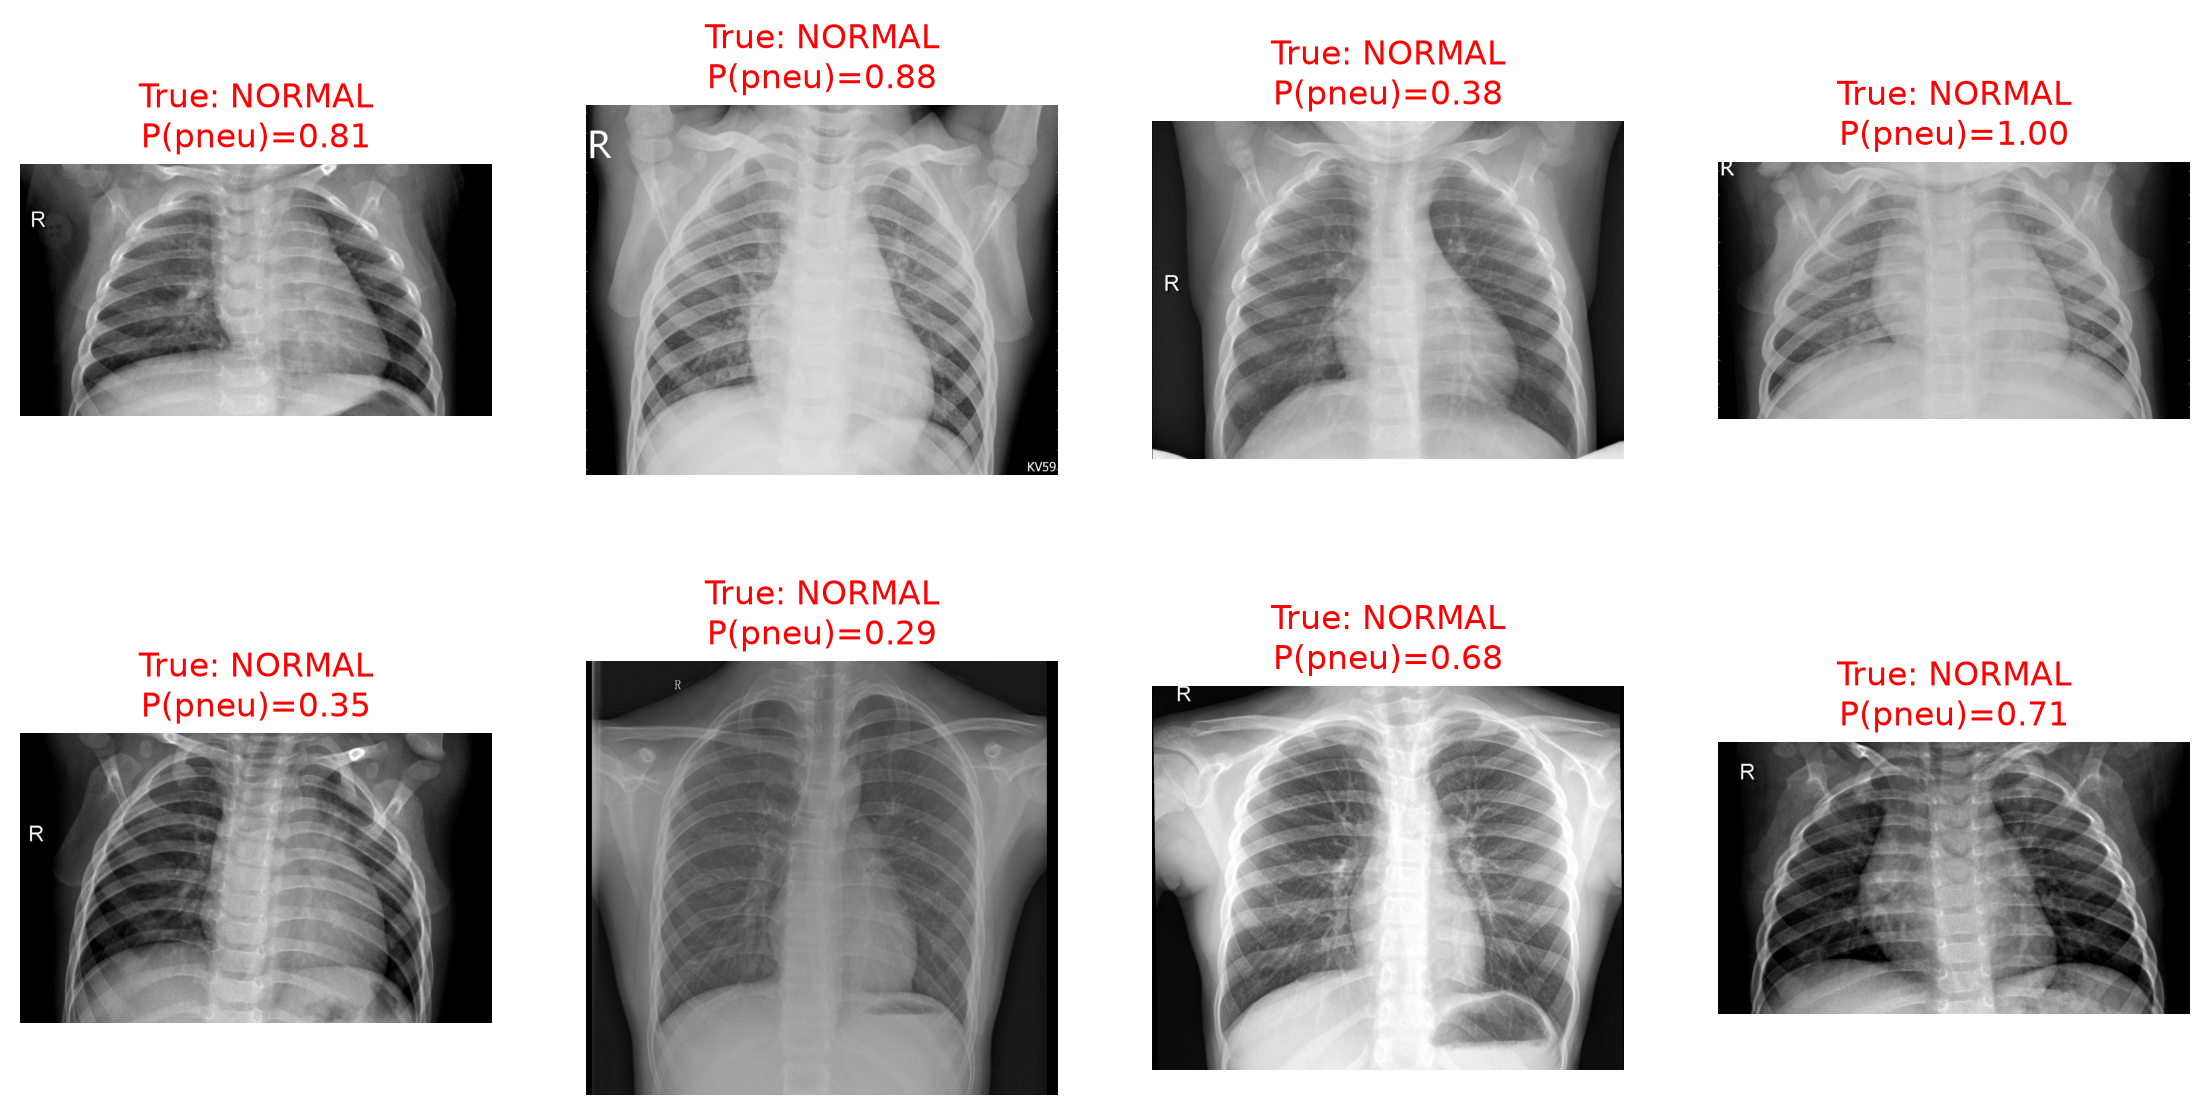 True: NORMAL
P(pneu)=0.81
R
True: NORMAL
P(pneu)=0.88
R
KV59
True: NORMAL
P(pneu)=0.38
R
True: NORMAL
P(pneu)=1.00
R
True: NORMAL
P(pneu)=0.35
R
True: NORMAL
P(pneu)=0.29
R
True: NORMAL
P(pneu)=0.68
R
True: NORMAL
P(pneu)=0.71
R